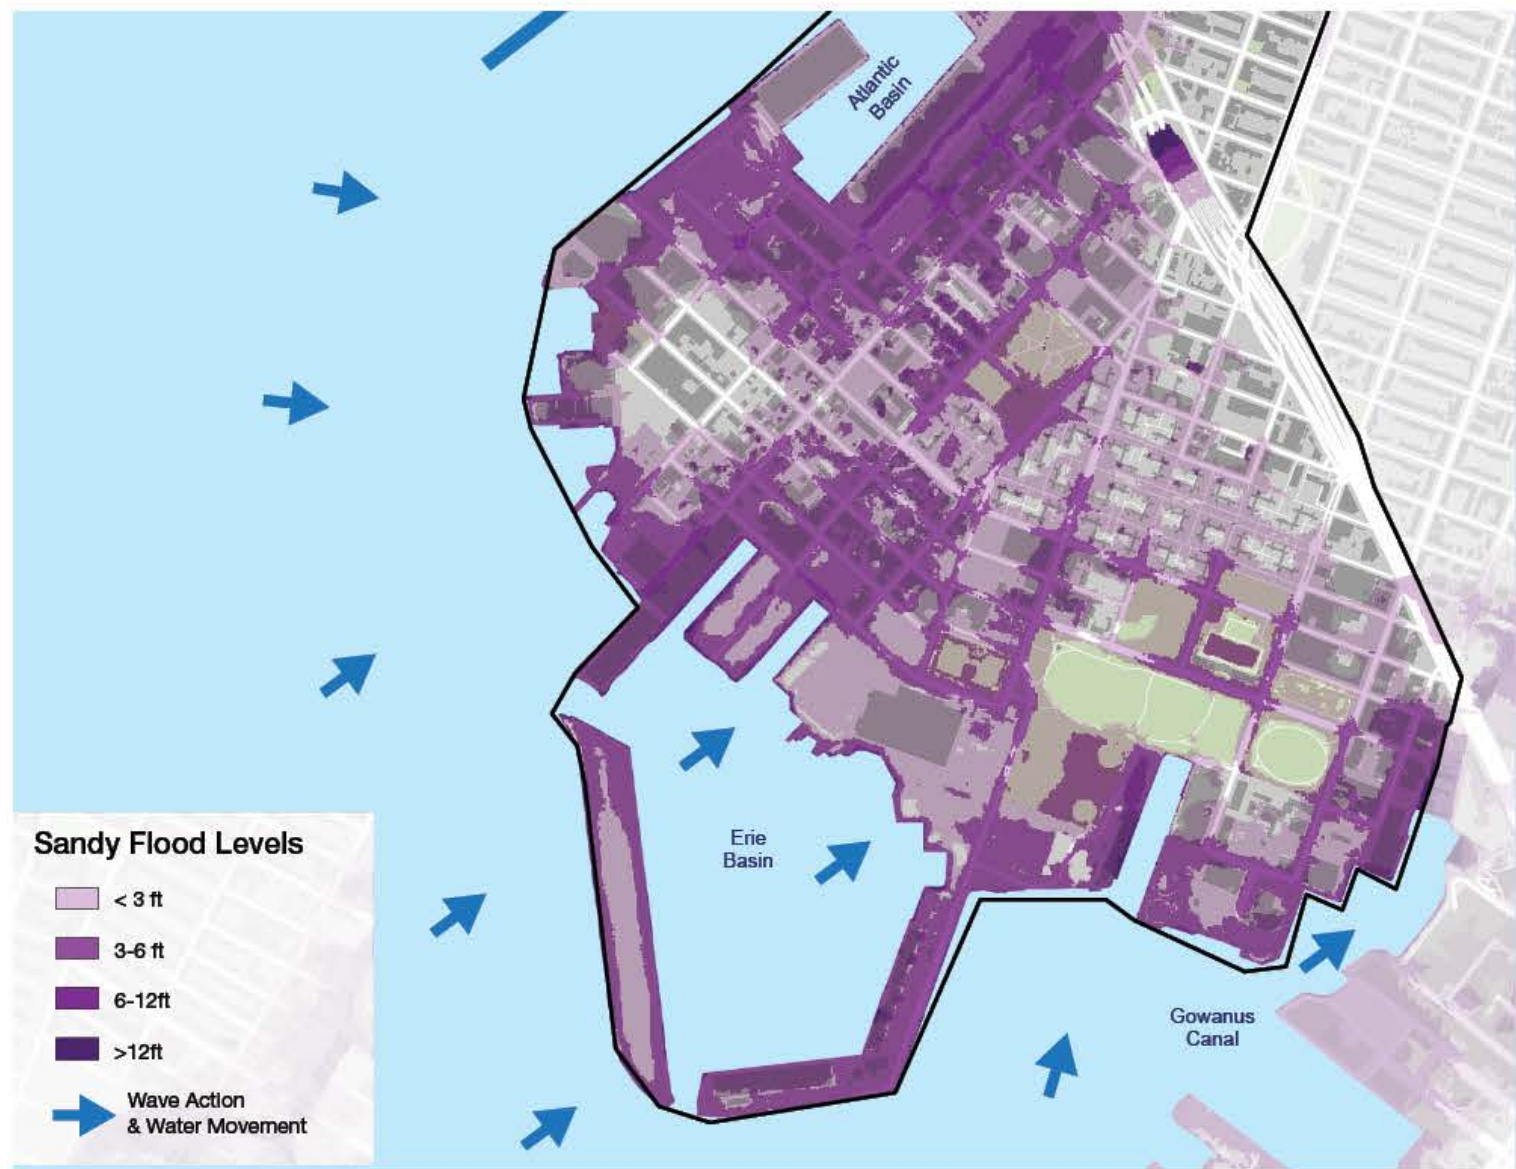 Atlantic
Basin
Erie
Basin
Gowanus
Canal
Sandy Flood Levels
< 3 ft
3-6 ft
6-12ft
>12ft
Wave Action
& Water Movement